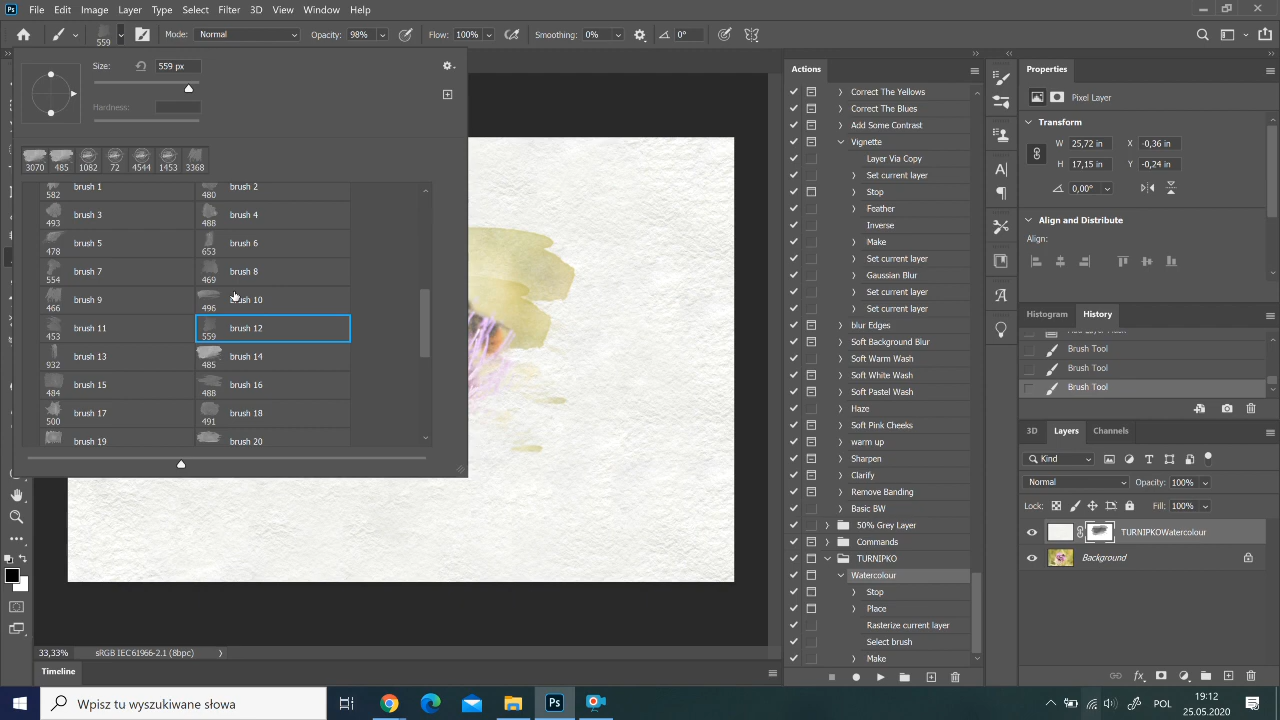 Ps File Edit Image Layer Type Select Filter 3D View Window Help
559 Mode: Normal Opacity: 98% Flow: 100% Smoothing: 0% 0°
Size: 559 px
Hardness:
3070 485 1082 72 4544 1453 3368
582 brush 1 480 brush 2
493 brush 3 488 brush 4
478 brush 5 653 brush 6
554 brush 7 469 brush 8
466 brush 9 496 brush 10
453 brush 11 559 brush 12
932 brush 13 485 brush 14
484 brush 15 488 brush 16
500 brush 17 491 brush 18
brush 19 brush 20
33,33% sRGB IEC61966-2.1 (8bpc)
Timeline
Actions
Correct The Yellows
Correct The Blues
Add Some Contrast
Vignette
Layer Via Copy
Set current layer
Stop
Feather
Inverse
Make
Set current layer
Gaussian Blur
Set current layer
Set current layer
blur Edges
Soft Background Blur
Soft Warm Wash
Soft White Wash
Soft Pastel Wash
Haze
Soft Pink Cheeks
warm up
Sharpen
Clarify
Remove Banding
Basic BW
50% Grey Layer
Commands
TURNIPKO
Watercolour
Stop
Place
Rasterize current layer
Select brush
Make
Properties
Pixel Layer
Transform
W 25,72 in X -0,36 in
H 17,15 in Y -0,24 in
0,00°
Align and Distribute
Align:
Histogram History
Brush Tool
Brush Tool
Brush Tool
3D Layers Channels
Kind
Normal Opacity: 100%
Lock: Fill: 100%
TURNIPKOWatercolour
Background
Wpisz tu wyszukiwane słowa
Ps
POL
19:12
25.05.2020